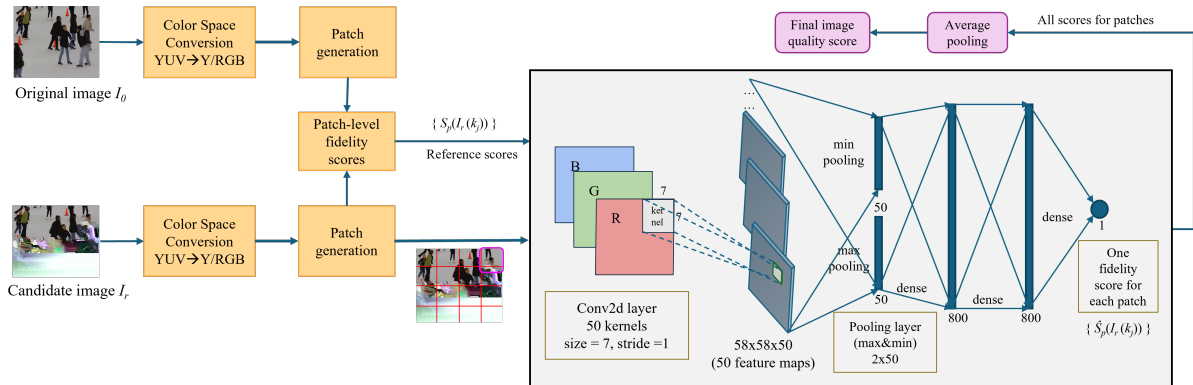 Color Space
Conversion
YUV→Y/RGB
Patch
generation
Original image I₀
Patch-level
fidelity
scores
{ Sₚ(Iᵣ(kⱼ)) }
Reference scores
Color Space
Conversion
YUV→Y/RGB
Patch
generation
Candidate image Iᵣ
Final image
quality score
Average
pooling
All scores for patches
B
G
R
7
7
ker
nel
Conv2d layer
50 kernels
size = 7, stride =1
...
...
58x58x50
(50 feature maps)
min
pooling
50
max
pooling
50
Pooling layer
(max&min)
2x50
dense
800
dense
800
dense
1
One
fidelity
score for
each patch
{ Ŝₚ(Iᵣ(kⱼ)) }